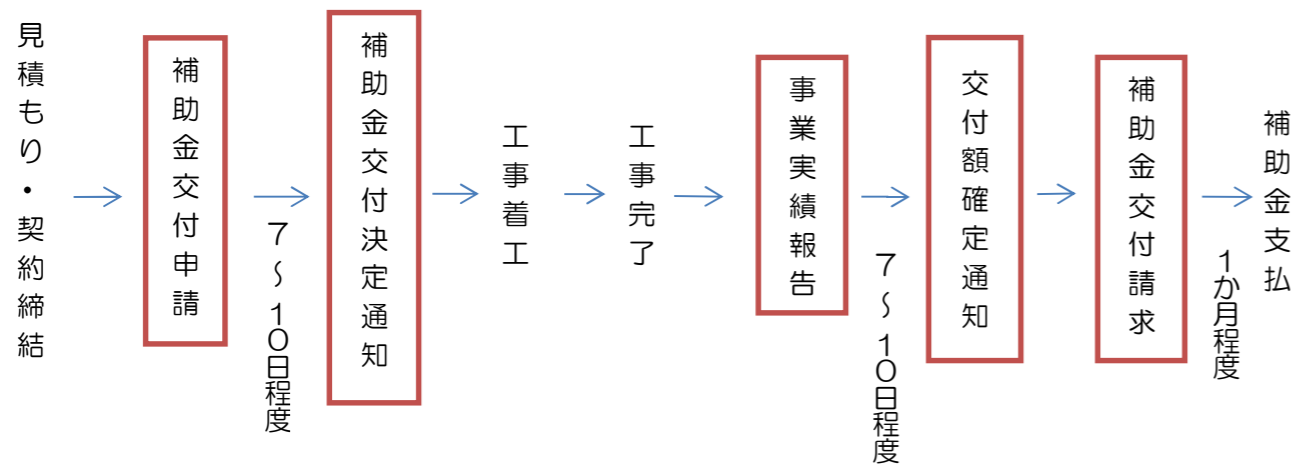 見積もり・契約締結
補助金交付申請
７～１０日程度
補助金交付決定通知
工事着工
工事完了
事業実績報告
７～１０日程度
交付額確定通知
補助金交付請求
１か月程度
補助金支払